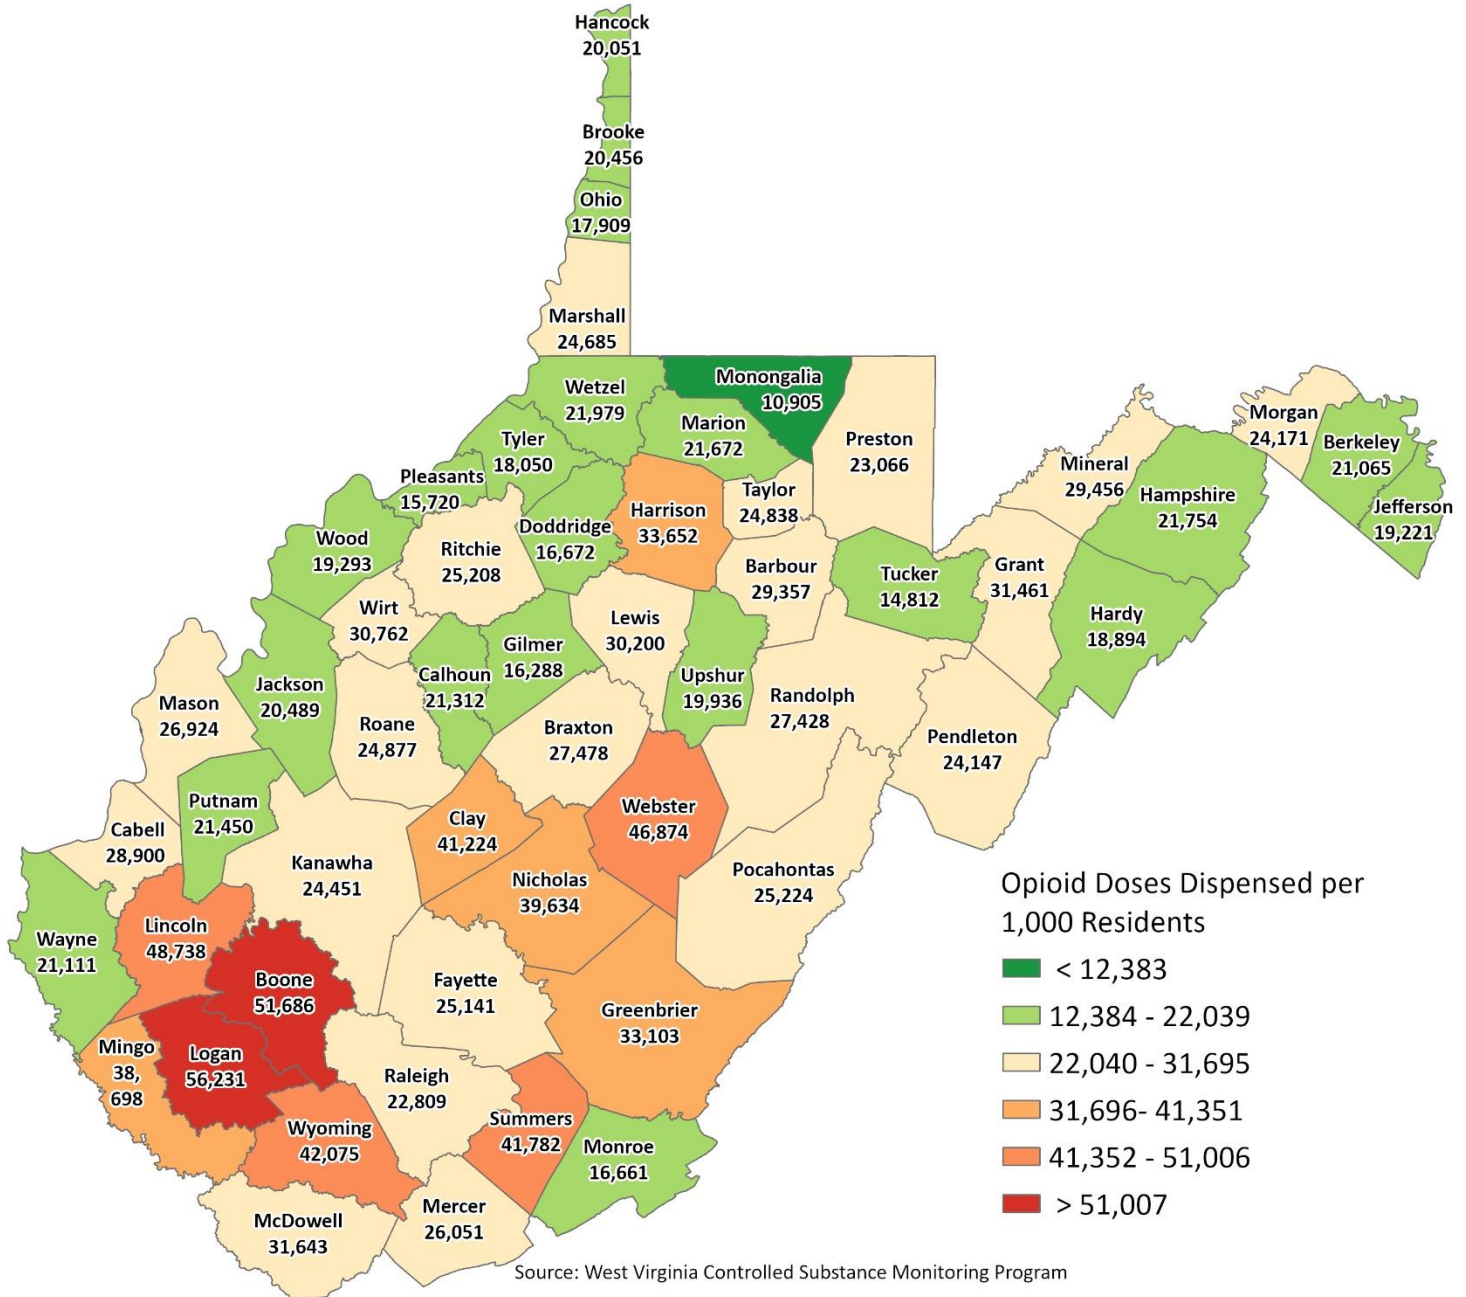 Hancock
20,051
Brooke
20,456
Ohio
17,909
Marshall
24,685
Wetzel
21,979
Monongalia
10,905
Marion
21,672
Preston
23,066
Tyler
18,050
Pleasants
15,720
Morgan
24,171
Berkeley
21,065
Jefferson
19,221
Mineral
29,456
Hampshire
21,754
Taylor
24,838
Harrison
33,652
Doddridge
16,672
Wood
19,293
Ritchie
25,208
Barbour
29,357
Tucker
14,812
Grant
31,461
Hardy
18,894
Wirt
30,762
Lewis
30,200
Gilmer
16,288
Calhoun
21,312
Upshur
19,936
Randolph
27,428
Jackson
20,489
Mason
26,924
Roane
24,877
Braxton
27,478
Pendleton
24,147
Putnam
21,450
Cabell
28,900
Clay
41,224
Webster
46,874
Kanawha
24,451
Nicholas
39,634
Pocahontas
25,224
Lincoln
48,738
Wayne
21,111
Boone
51,686
Fayette
25,141
Greenbrier
33,103
Mingo
38,
698
Logan
56,231
Raleigh
22,809
Wyoming
42,075
Summers
41,782
Monroe
16,661
Mercer
26,051
McDowell
31,643
Opioid Doses Dispensed per
1,000 Residents
< 12,383
12,384 - 22,039
22,040 - 31,695
31,696- 41,351
41,352 - 51,006
> 51,007
Source: West Virginia Controlled Substance Monitoring Program